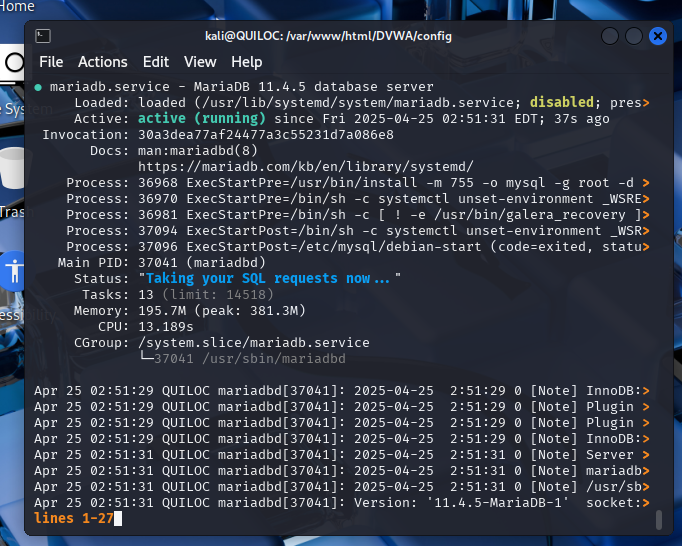 Home
kali@QUILOC: /var/www/html/DVWA/config
File Actions Edit View Help
● mariadb.service - MariaDB 11.4.5 database server
Loaded: loaded (/usr/lib/systemd/system/mariadb.service; disabled; pres>
Active: active (running) since Fri 2025-04-25 02:51:31 EDT; 37s ago
Invocation: 30a3dea77af24477a3c55231d7a086e8
Docs: man:mariadbd(8)
https://mariadb.com/kb/en/library/systemd/
Process: 36968 ExecStartPre=/usr/bin/install -m 755 -o mysql -g root -d >
Process: 36970 ExecStartPre=/bin/sh -c systemctl unset-environment _WSRE>
Process: 36981 ExecStartPre=/bin/sh -c [ ! -e /usr/bin/galera_recovery ]>
Process: 37094 ExecStartPost=/bin/sh -c systemctl unset-environment _WSR>
Process: 37096 ExecStartPost=/etc/mysql/debian-start (code=exited, statu>
Main PID: 37041 (mariadbd)
Status: "Taking your SQL requests now..."
Tasks: 13 (limit: 14518)
Memory: 195.7M (peak: 381.3M)
CPU: 13.189s
CGroup: /system.slice/mariadb.service
└─37041 /usr/sbin/mariadbd
Apr 25 02:51:29 QUILOC mariadbd[37041]: 2025-04-25  2:51:29 0 [Note] InnoDB:>
Apr 25 02:51:29 QUILOC mariadbd[37041]: 2025-04-25  2:51:29 0 [Note] Plugin >
Apr 25 02:51:29 QUILOC mariadbd[37041]: 2025-04-25  2:51:29 0 [Note] Plugin >
Apr 25 02:51:29 QUILOC mariadbd[37041]: 2025-04-25  2:51:29 0 [Note] InnoDB:>
Apr 25 02:51:31 QUILOC mariadbd[37041]: 2025-04-25  2:51:31 0 [Note] Server >
Apr 25 02:51:31 QUILOC mariadbd[37041]: 2025-04-25  2:51:31 0 [Note] mariadb>
Apr 25 02:51:31 QUILOC mariadbd[37041]: 2025-04-25  2:51:31 0 [Note] /usr/sb>
Apr 25 02:51:31 QUILOC mariadbd[37041]: Version: '11.4.5-MariaDB-1'  socket:>
lines 1-27